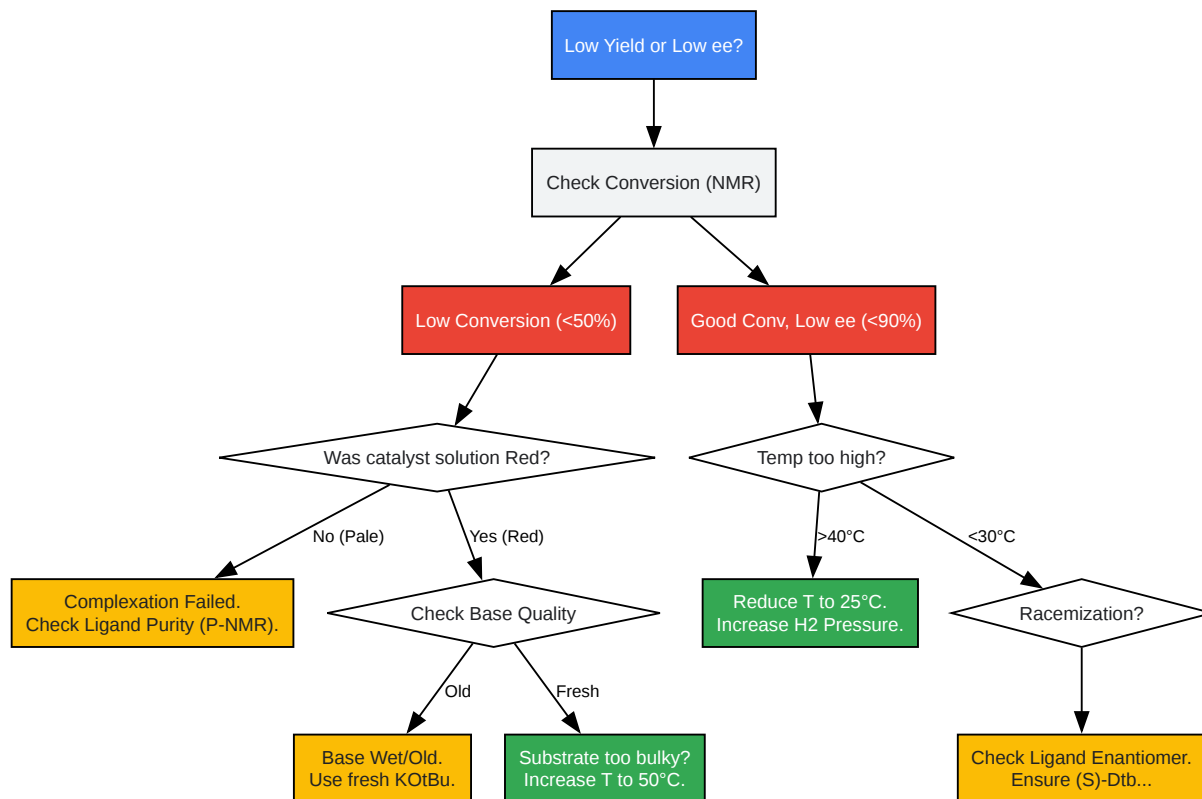 Low Yield or Low ee?
Check Conversion (NMR)
Low Conversion (<50%)
Good Conv, Low ee (<90%)
Was catalyst solution Red?
Temp too high?
No (Pale)
Yes (Red)
>40°C
<30°C
Complexation Failed.
Check Ligand Purity (P-NMR).
Check Base Quality
Reduce T to 25°C.
Increase H2 Pressure.
Racemization?
Old
Fresh
Base Wet/Old.
Use fresh KOtBu.
Substrate too bulky?
Increase T to 50°C.
Check Ligand Enantiomer.
Ensure (S)-Dtb...